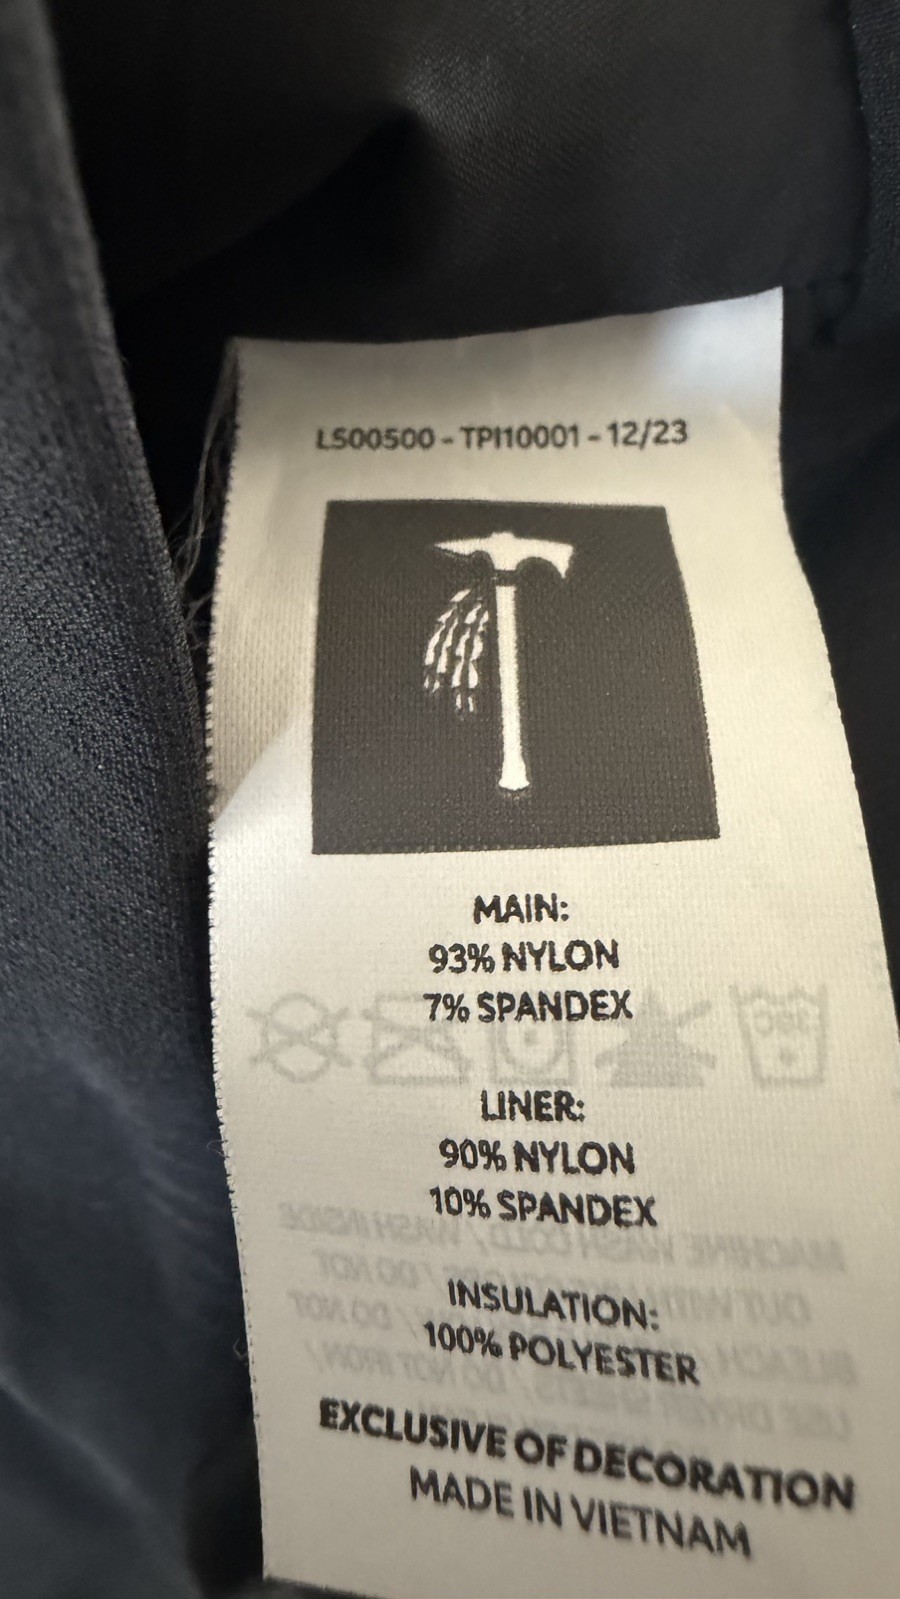 LS00500 - TPI10001 - 12/23
MAIN:
93% NYLON
7% SPANDEX
LINER:
90% NYLON
10% SPANDEX
INSULATION:
100% POLYESTER
EXCLUSIVE OF DECORATION
MADE IN VIETNAM